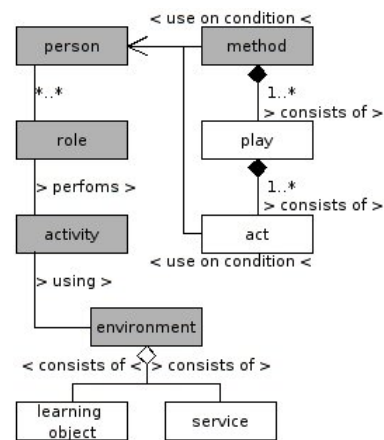 < use on condition <
person
method
*..*
1..*
> consists of >
role
play
> perfoms >
1..*
> consists of >
activity
act
< use on condition <
> using >
environment
< consists of <
> consists of >
learning
object
service